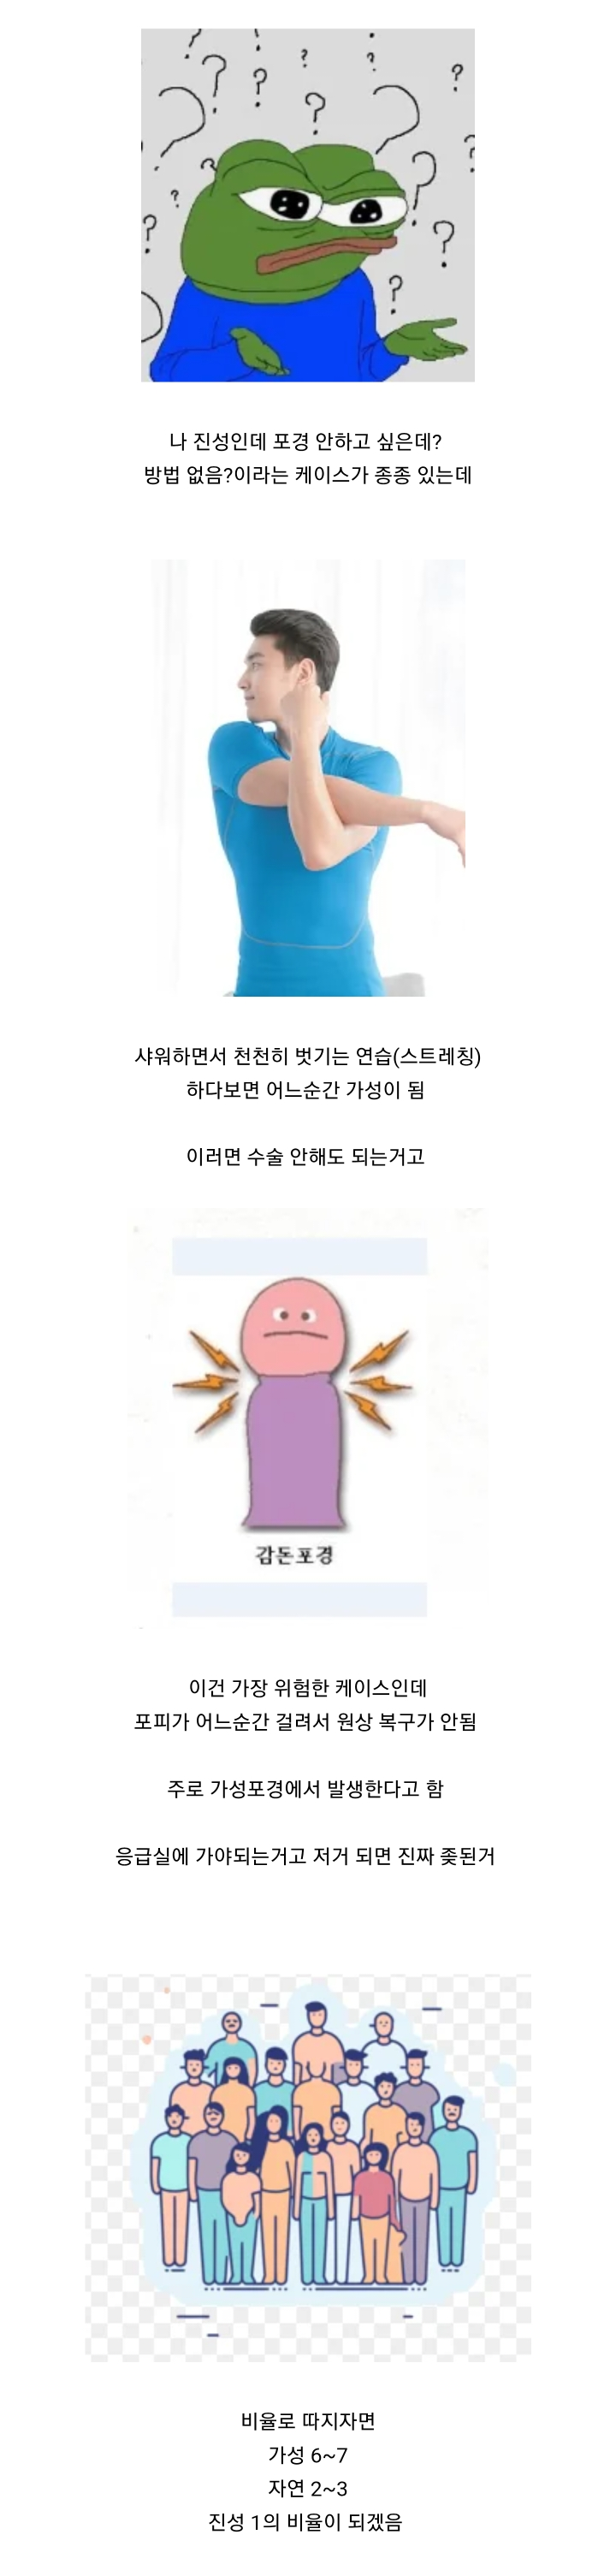 나 진성인데 포경 안하고 싶은데?
방법 없음?이라는 케이스가 종종 있는데
샤워하면서 천천히 벗기는 연습(스트레칭)
하다보면 어느순간 가성이 됨
이러면 수술 안해도 되는거고
감돈포경
이건 가장 위험한 케이스인데
포피가 어느순간 걸려서 원상 복구가 안됨
주로 가성포경에서 발생한다고 함
응급실에 가야되는거고 저거 되면 진짜 좆된거
비율로 따지자면
가성 6~7
자연 2~3
진성 1의 비율이 되겠음